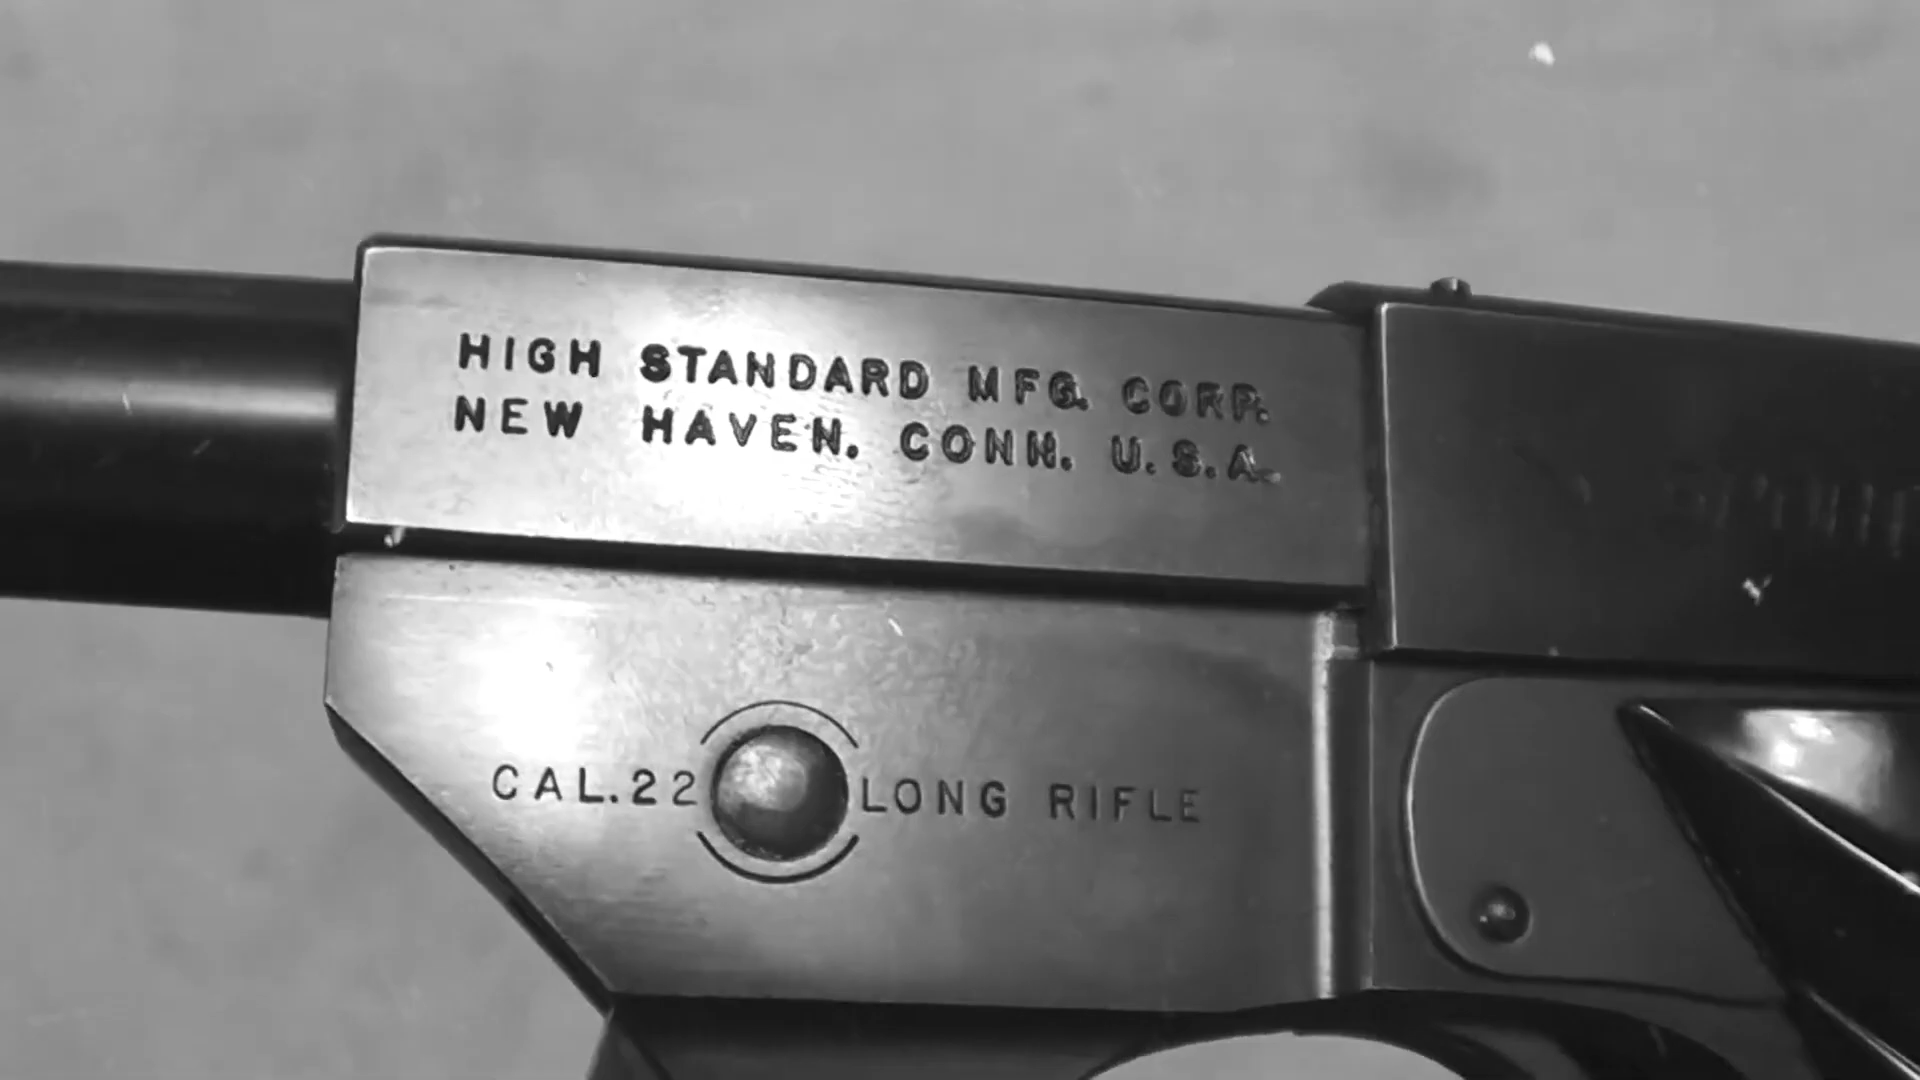 HIGH STANDARD MFG. CORP.
NEW HAVEN. CONN. U.S.A.
CAL.22 LONG RIFLE